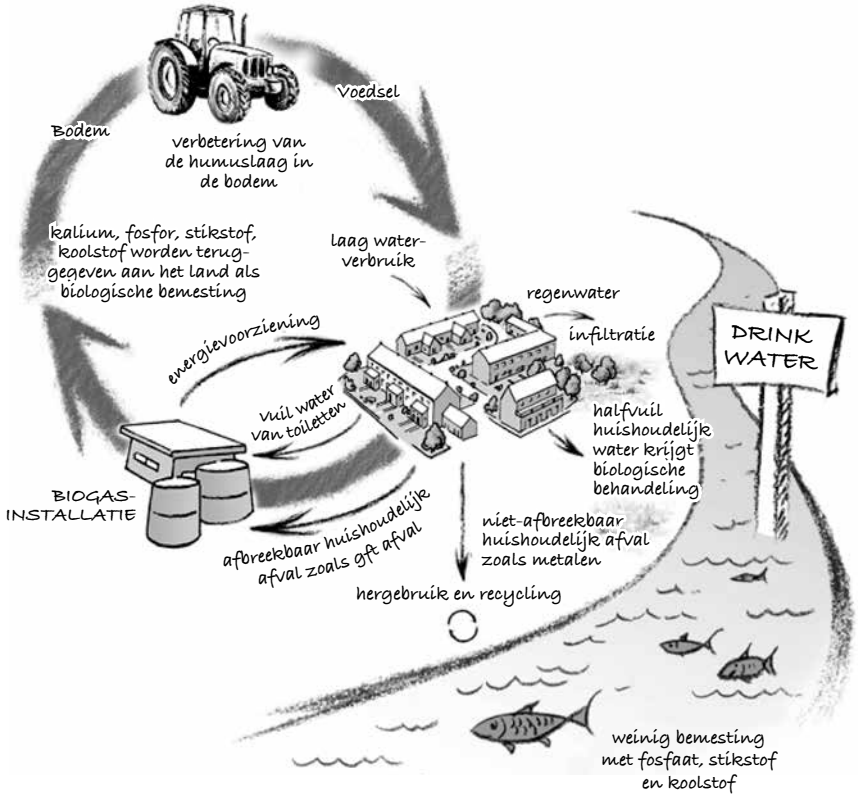 Voedsel
Bodem
verbetering van
de humuslaag in
de bodem
kalium, fosfor, stikstof,
koolstof worden terug-
gegeven aan het land als
biologische bemesting
laag water-
verbruik
regenwater
infiltratie
DRINK
WATER
energievoorziening
vuil water
van toiletten
halfvuil
huishoudelijk
water krijgt
biologische
behandeling
BIOGAS-
INSTALLATIE
afbreekbaar huishoudelijk
afval zoals gft afval
niet-afbreekbaar
huishoudelijk afval
zoals metalen
hergebruik en recycling
weinig bemesting
met fosfaat, stikstof
en koolstof